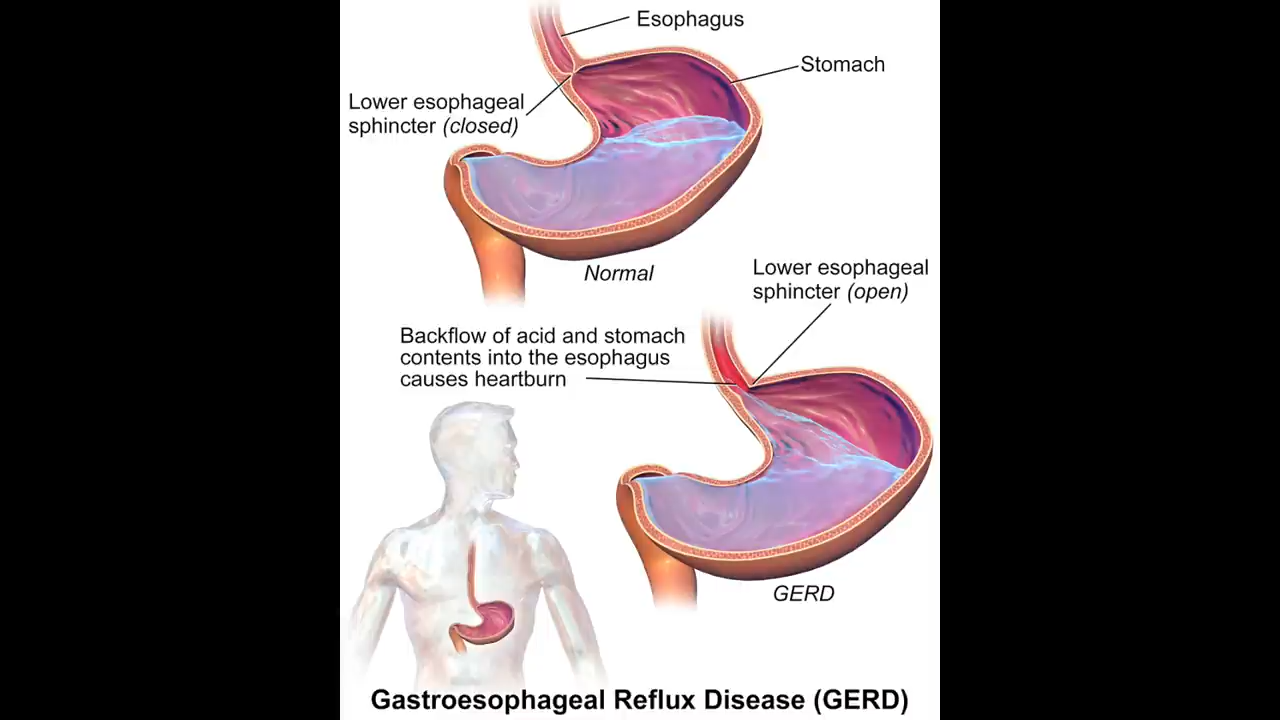 Esophagus
Stomach
Lower esophageal
sphincter (closed)
Normal
Lower esophageal
sphincter (open)
Backflow of acid and stomach
contents into the esophagus
causes heartburn
GERD
Gastroesophageal Reflux Disease (GERD)